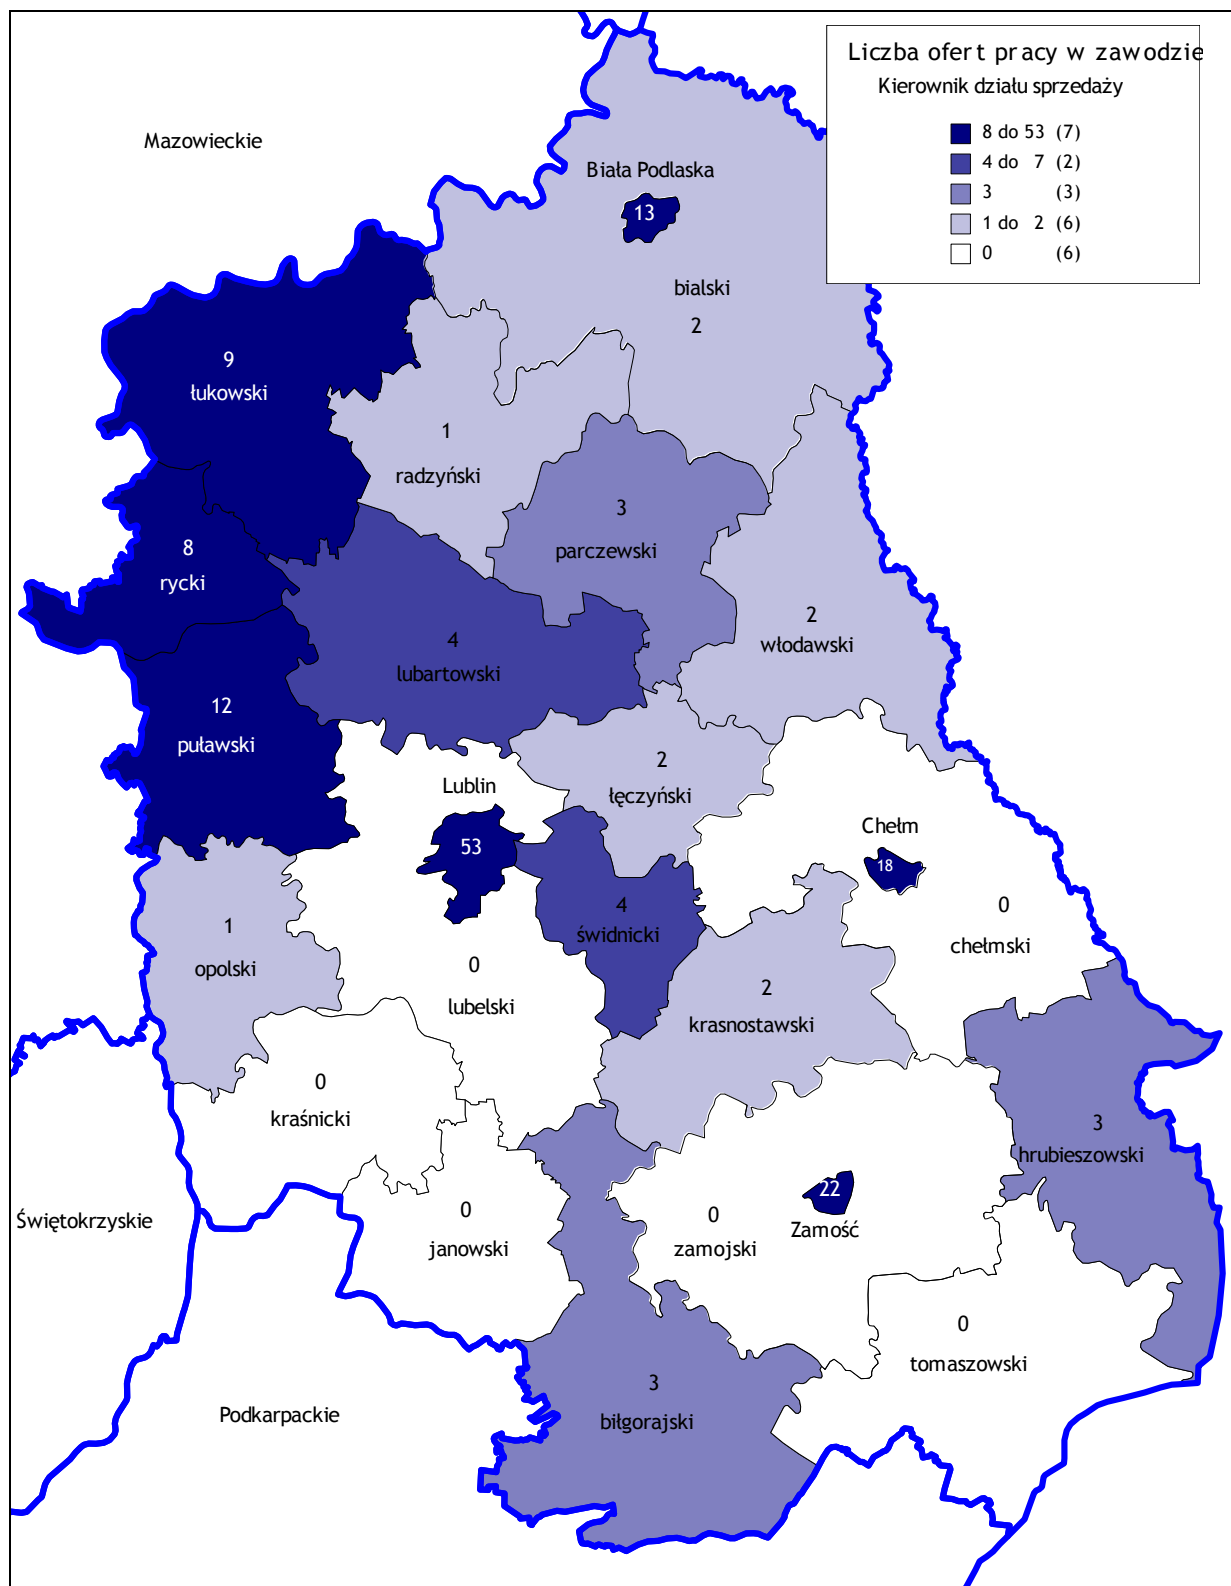 Liczba ofert pracy w zawodzie
Kierownik działu sprzedaży
8 do 53 (7)
4 do 7 (2)
3 (3)
1 do 2 (6)
0 (6)
Mazowieckie
Biała Podlaska
13
bialski
2
9
łukowski
1
radzyński
3
parczewski
8
rycki
2
włodawski
4
lubartowski
12
puławski
2
łęczyński
Lublin
53
Chełm
18
0
chełmski
4
świdnicki
1
opolski
0
lubelski
2
krasnostawski
0
kraśnicki
3
hrubieszowski
Świętokrzyskie
0
janowski
0
zamojski
22
Zamość
0
tomaszowski
3
biłgorajski
Podkarpackie